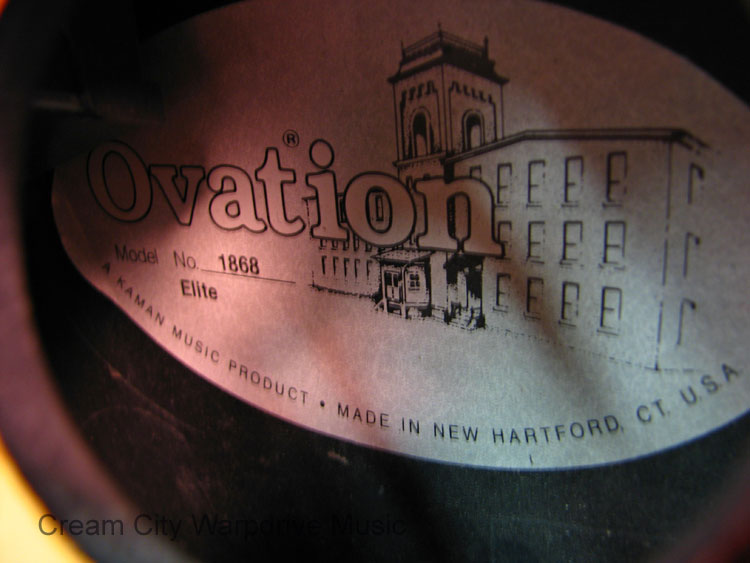 Ovation®
Model No. 1868
Elite
A KAMAN MUSIC PRODUCT • MADE IN NEW HARTFORD, CT. U.S.A
Cream City Warpdrive Music